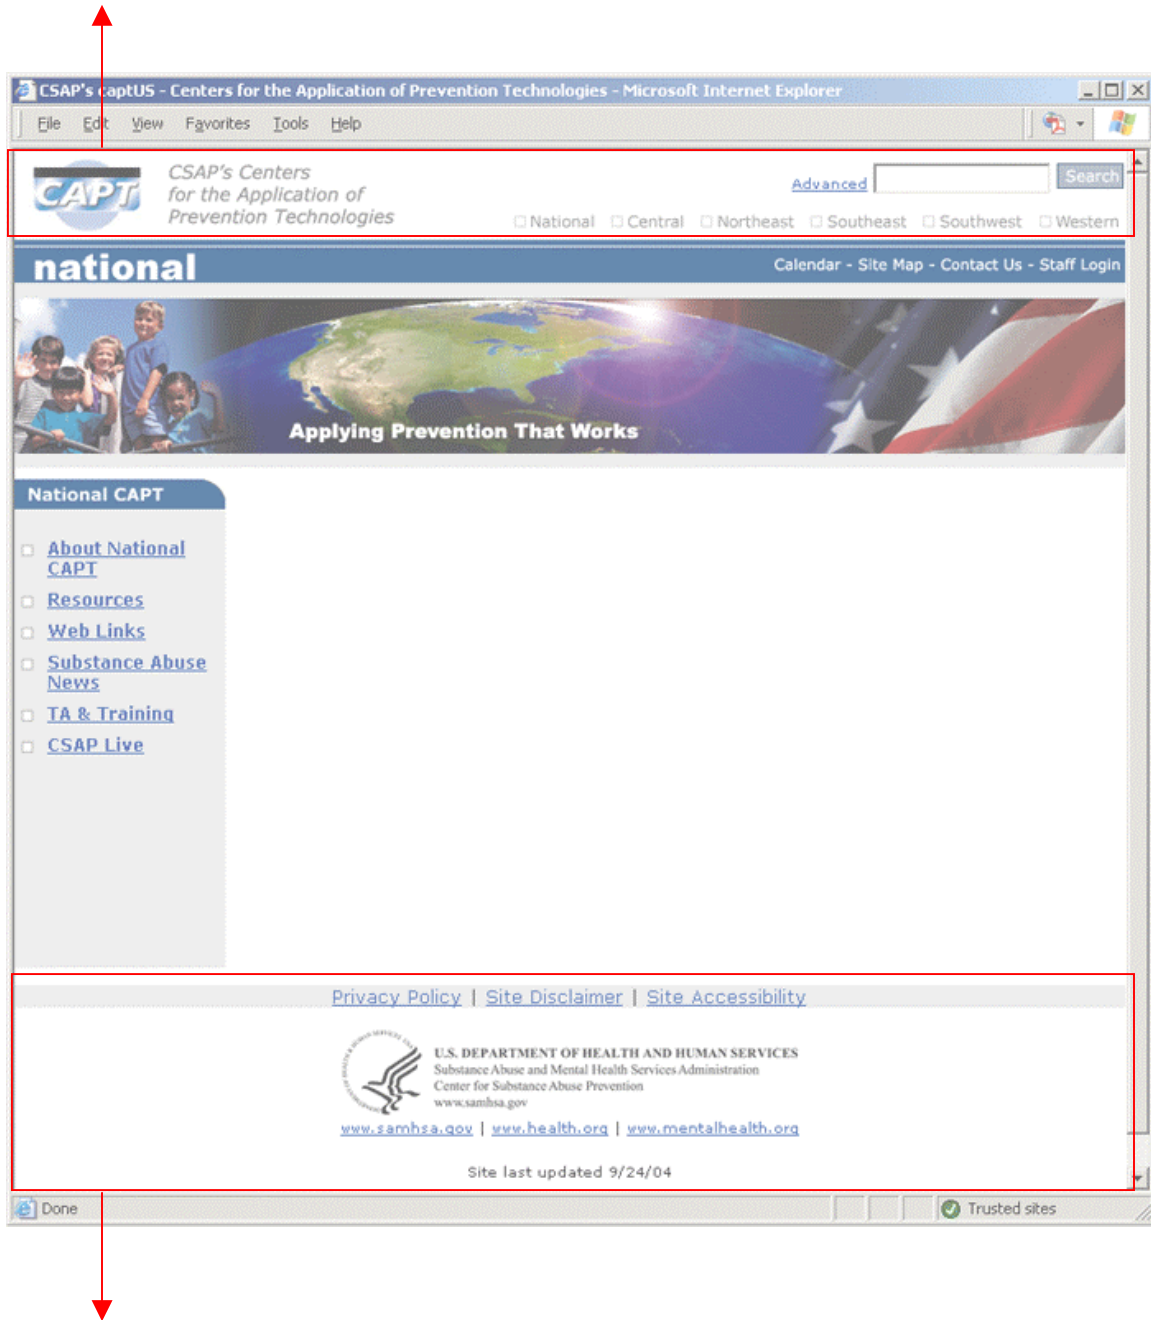 CSAP's captUS - Centers for the Application of Prevention Technologies - Microsoft Internet Explorer
File Edit View Favorites Tools Help
CAPT
CSAP's Centers
for the Application of
Prevention Technologies
Advanced Search
National Central Northeast Southeast Southwest Western
national
Calendar - Site Map - Contact Us - Staff Login
Applying Prevention That Works
National CAPT
About National
CAPT
Resources
Web Links
Substance Abuse
News
TA & Training
CSAP Live
Privacy Policy | Site Disclaimer | Site Accessibility
U.S. DEPARTMENT OF HEALTH AND HUMAN SERVICES
Substance Abuse and Mental Health Services Administration
Center for Substance Abuse Prevention
www.samhsa.gov
www.samhsa.gov | www.health.org | www.mentalhealth.org
Site last updated 9/24/04
Done
Trusted sites